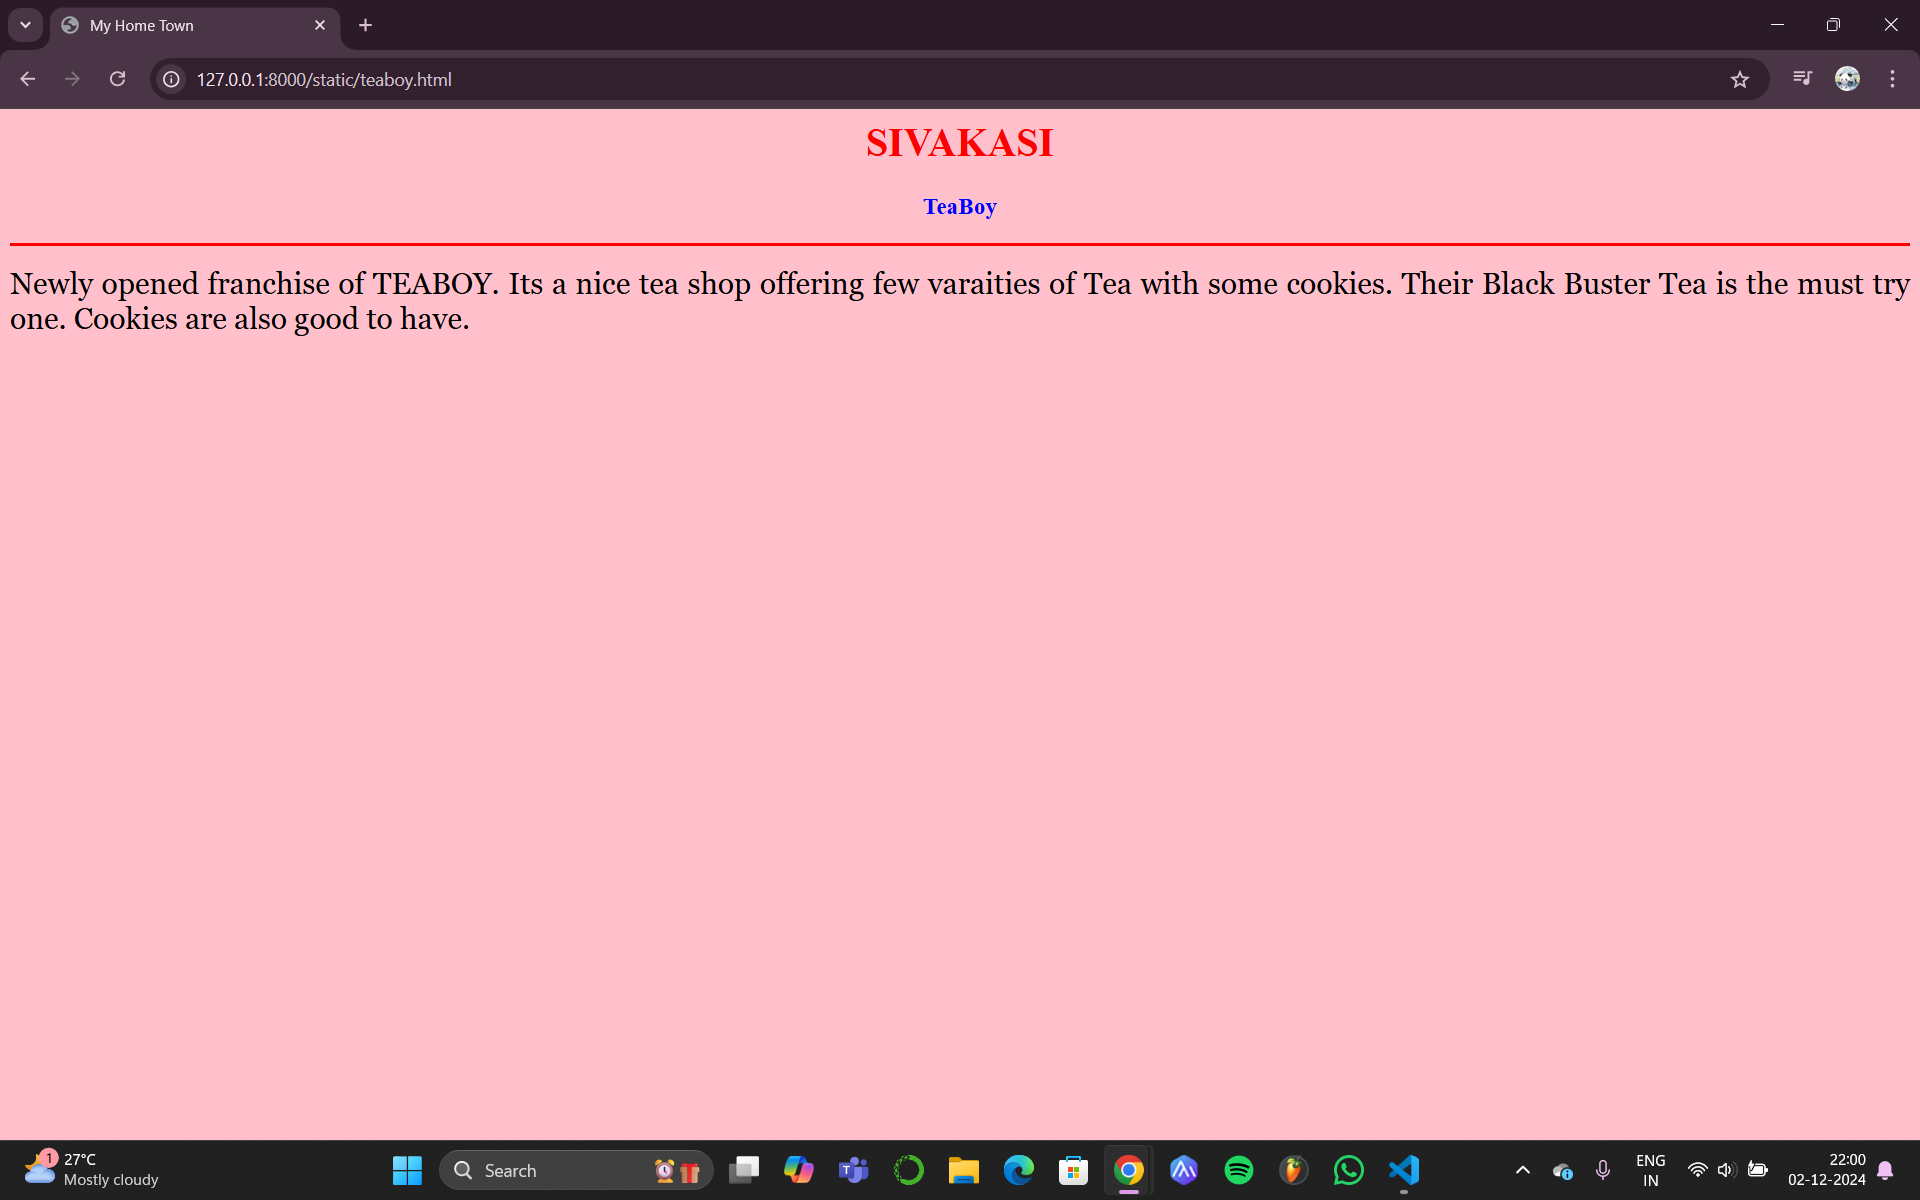 My Home Town
127.0.0.1:8000/static/teaboy.html
SIVAKASI
TeaBoy
Newly opened franchise of TEABOY. Its a nice tea shop offering few varaities of Tea with some cookies. Their Black Buster Tea is the must try
one. Cookies are also good to have.
1
27°C
Mostly cloudy
Search
ENG
IN
22:00
02-12-2024